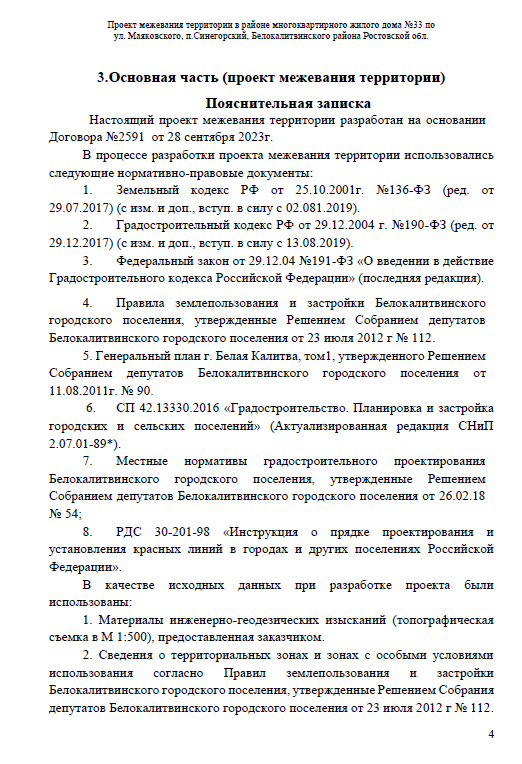 Проект межевания территории в районе многоквартирного жилого дома №33 по
ул. Маяковского, п.Синегорский, Белокалитвинского района Ростовской обл.
3.Основная часть (проект межевания территории)
Пояснительная записка
Настоящий проект межевания территории разработан на основании
Договора №2591 от 28 сентября 2023г.
В процессе разработки проекта межевания территории использовались
следующие нормативно-правовые документы:
1. Земельный кодекс РФ от 25.10.2001г. №136-ФЗ (ред. от
29.07.2017) (с изм. и доп., вступ. в силу с 02.081.2019).
2. Градостроительный кодекс РФ от 29.12.2004 г. №190-ФЗ (ред. от
29.12.2017) (с изм. и доп., вступ. в силу с 13.08.2019).
3. Федеральный закон от 29.12.04 №191-ФЗ «О введении в действие
Градостроительного кодекса Российской Федерации» (последняя редакция).
4. Правила землепользования и застройки Белокалитвинского
городского поселения, утвержденные Решением Собранием депутатов
Белокалитвинского городского поселения от 23 июля 2012 г № 112.
5. Генеральный план г. Белая Калитва, том1, утвержденного Решением
Собранием депутатов Белокалитвинского городского поселения от
11.08.2011г. № 90.
6. СП 42.13330.2016 «Градостроительство. Планировка и застройка
городских и сельских поселений» (Актуализированная редакция СНиП
2.07.01-89*).
7. Местные нормативы градостроительного проектирования
Белокалитвинского городского поселения, утвержденные Решением
Собранием депутатов Белокалитвинского городского поселения от 26.02.18
№ 54;
8. РДС 30-201-98 «Инструкция о прядке проектирования и
установления красных линий в городах и других поселениях Российской
Федерации».
В качестве исходных данных при разработке проекта были
использованы:
1. Материалы инженерно-геодезических изысканий (топографическая
съемка в М 1:500), предоставленная заказчиком.
2. Сведения о территориальных зонах и зонах с особыми условиями
использования согласно Правил землепользования и застройки
Белокалитвинского городского поселения, утвержденные Решением Собрания
депутатов Белокалитвинского городского поселения от 23 июля 2012 г № 112.
4